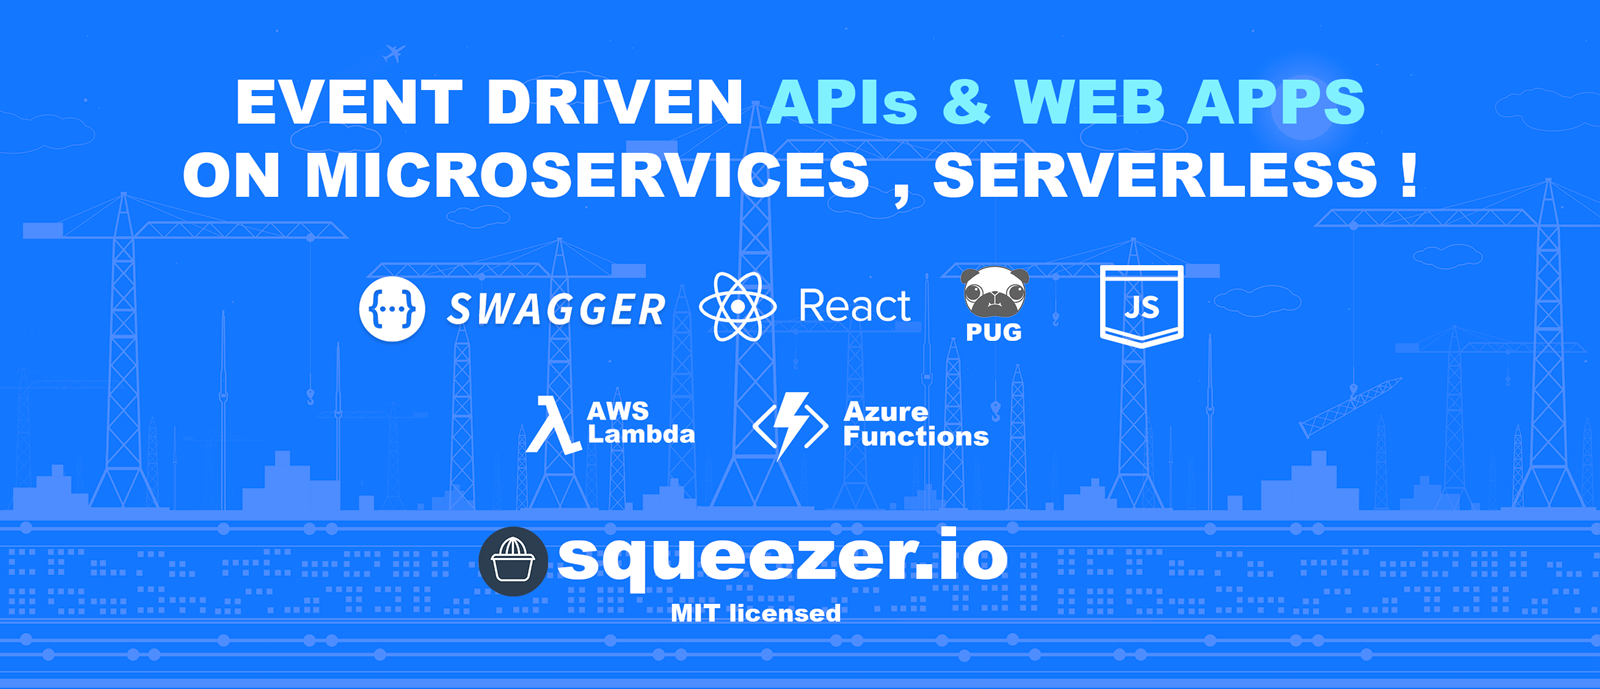 EVENT DRIVEN APIs & WEB APPS
ON MICROSERVICES , SERVERLESS !
{···} SWAGGER
React
PUG
JS
AWS
Lambda
Azure
Functions
squeezer.io
MIT licensed